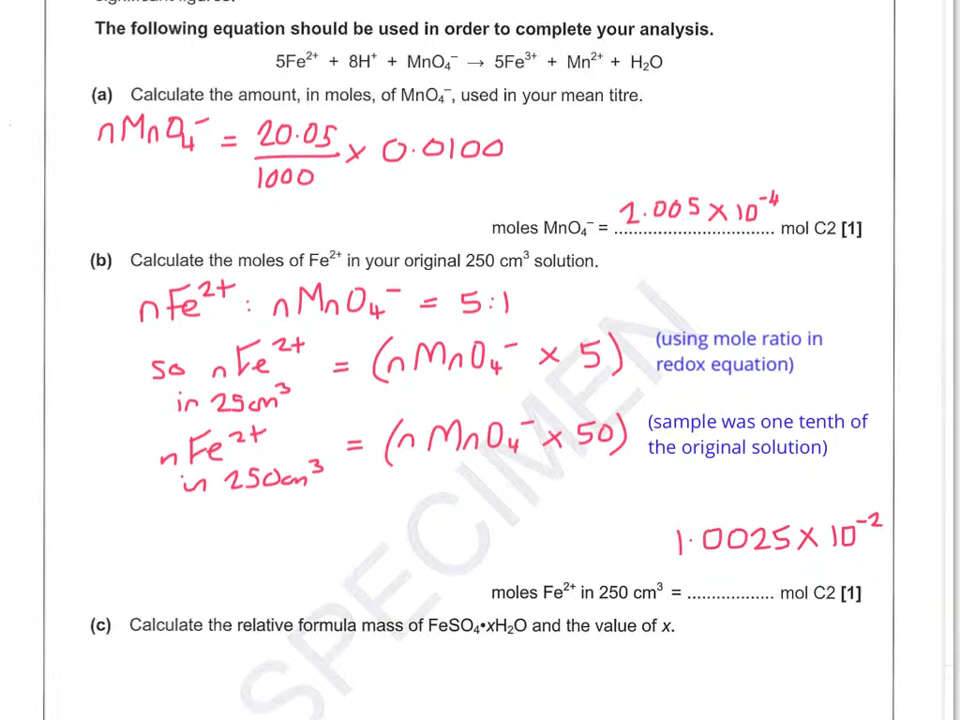 significant figures.
The following equation should be used in order to complete your analysis.
5Fe²⁺ + 8H⁺ + MnO₄⁻ → 5Fe³⁺ + Mn²⁺ + H₂O
(a) Calculate the amount, in moles, of MnO₄⁻, used in your mean titre.
nMnO₄⁻ = 20.05/1000 × 0.0100
2.005 × 10⁻⁴
moles MnO₄⁻ = ................................ mol C2 [1]
(b) Calculate the moles of Fe²⁺ in your original 250 cm³ solution.
nFe²⁺ : nMnO₄⁻ = 5:1
so nFe²⁺ = (nMnO₄⁻ × 5) (using mole ratio in
in 25cm³ redox equation)
nFe²⁺ = (nMnO₄⁻ × 50) (sample was one tenth of
in 250cm³ the original solution)
1.0025 × 10⁻²
moles Fe²⁺ in 250 cm³ = .................. mol C2 [1]
(c) Calculate the relative formula mass of FeSO₄•xH₂O and the value of x.
SPECIMEN